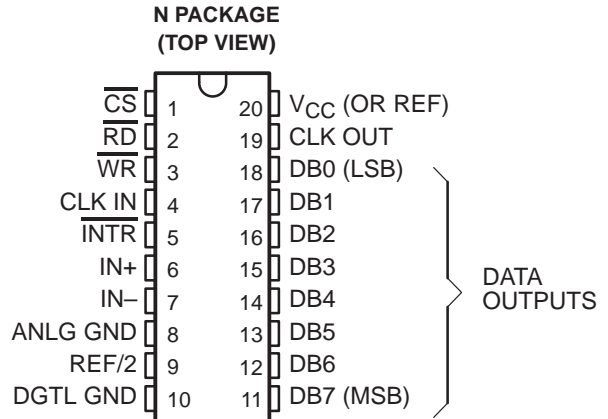 N PACKAGE
(TOP VIEW)
CS 1 20 VCC (OR REF)
RD 2 19 CLK OUT
WR 3 18 DB0 (LSB)
CLK IN 4 17 DB1
INTR 5 16 DB2
IN+ 6 15 DB3
IN– 7 14 DB4
ANLG GND 8 13 DB5
REF/2 9 12 DB6
DGTL GND 10 11 DB7 (MSB)
DATA
OUTPUTS